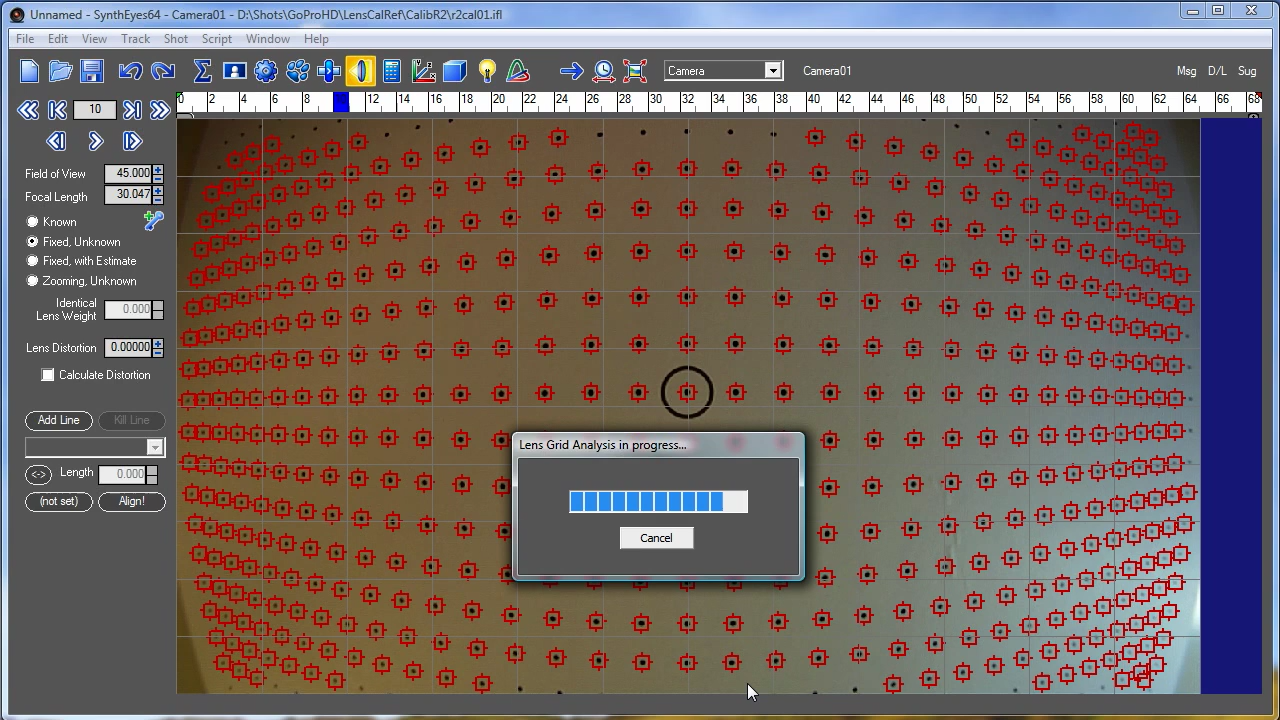 Unnamed - SynthEyes64 - Camera01 - D:\Shots\GoProHD\LensCalRef\CalibR2\r2cal01.ifl
File Edit View Track Shot Script Window Help
Camera Camera01 Msg D/L Sug
0 2 4 6 8 10 12 14 16 18 20 22 24 26 28 30 32 34 36 38 40 42 44 46 48 50 52 54 56 58 60 62 64 66 68
10
Field of View 45.000
Focal Length 30.047
Known
Fixed, Unknown
Fixed, with Estimate
Zooming, Unknown
Identical
Lens Weight 0.000
Lens Distortion 0.00000
Calculate Distortion
Add Line Kill Line
<-> Length 0.000
(not set) Align!
Lens Grid Analysis in progress...
Cancel